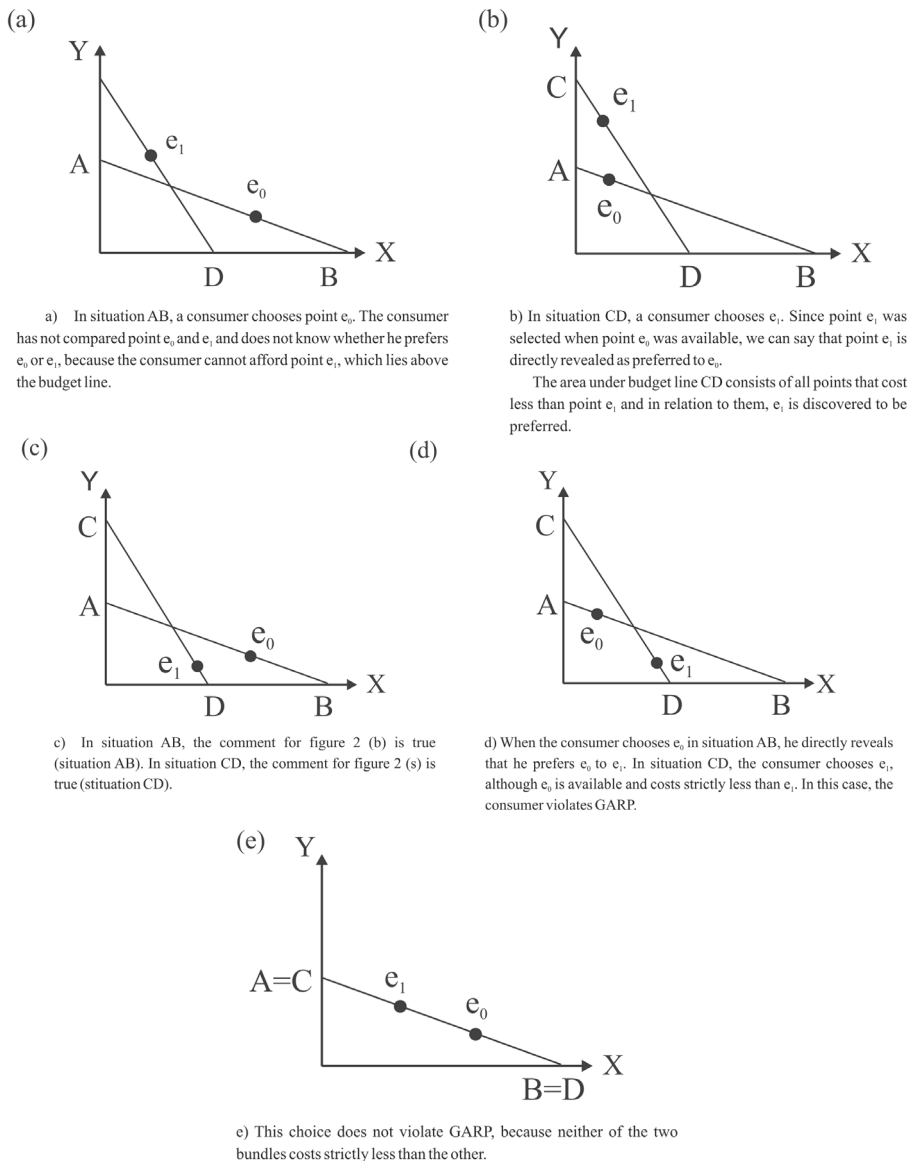 (a)
Y
e1
A
e0
X
D
B
a) In situation AB, a consumer chooses point e0. The consumer
has not compared point e0 and e1 and does not know whether he prefers
e0 or e1, because the consumer cannot afford point e1, which lies above
the budget line.
(b)
Y
C
e1
A
e0
X
D
B
b) In situation CD, a consumer chooses e1. Since point e1 was
selected when point e0 was available, we can say that point e1 is
directly revealed as preferred to e0.
The area under budget line CD consists of all points that cost
less than point e1 and in relation to them, e1 is discovered to be
preferred.
(c)
Y
C
A
e0
e1
X
D
B
c) In situation AB, the comment for figure 2 (b) is true
(situation AB). In situation CD, the comment for figure 2 (s) is
true (stituation CD).
(d)
Y
C
A
e0
e1
X
D
B
d) When the consumer chooses e0 in situation AB, he directly reveals
that he prefers e0 to e1. In situation CD, the consumer chooses e1,
although e0 is available and costs strictly less than e1. In this case, the
consumer violates GARP.
(e)
Y
A=C
e1
e0
X
B=D
e) This choice does not violate GARP, because neither of the two
bundles costs strictly less than the other.